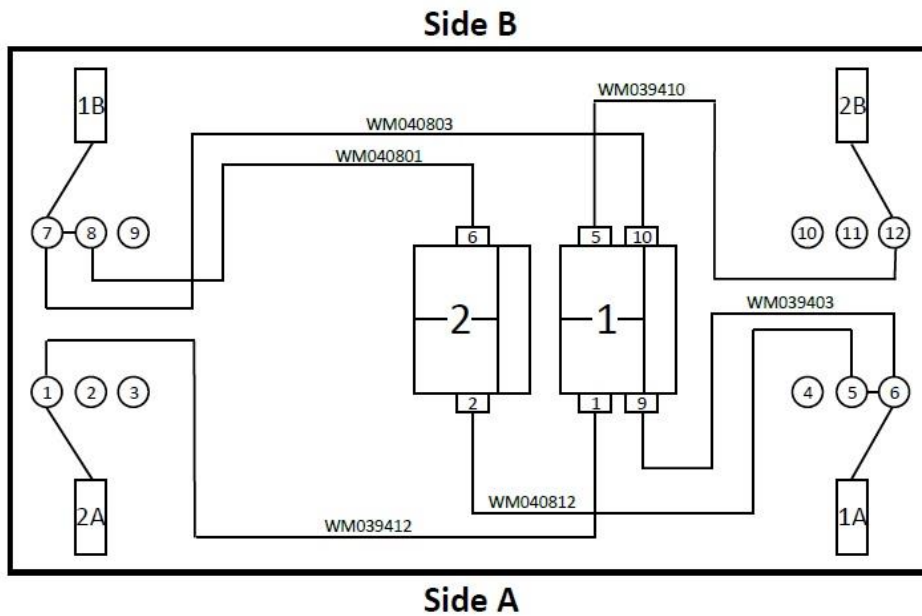 Side B
1B
2B
WM039410
WM040803
WM040801
7 8 9
6 5 10
10 11 12
2 1
WM039403
1 2 3
4 5 6
2 1 9
2A
WM040812
1A
WM039412
Side A